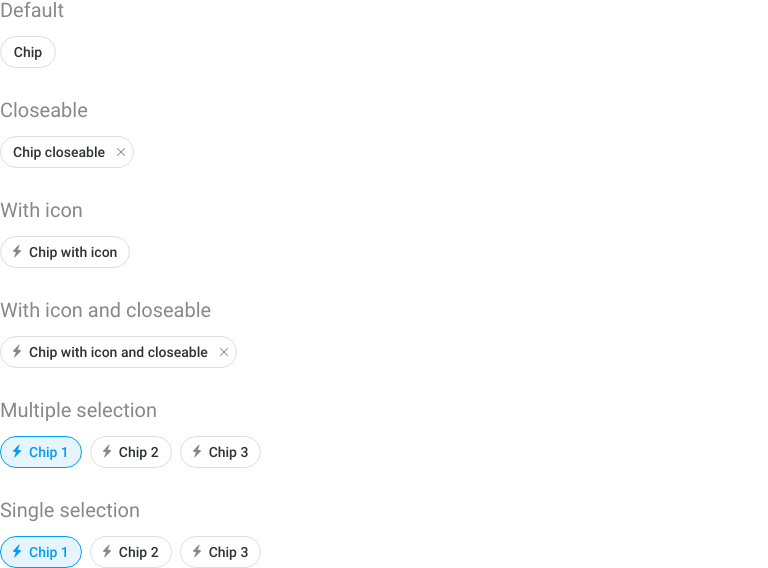 Default
Chip
Closeable
Chip closeable
With icon
Chip with icon
With icon and closeable
Chip with icon and closeable
Multiple selection
Chip 1 Chip 2 Chip 3
Single selection
Chip 1 Chip 2 Chip 3